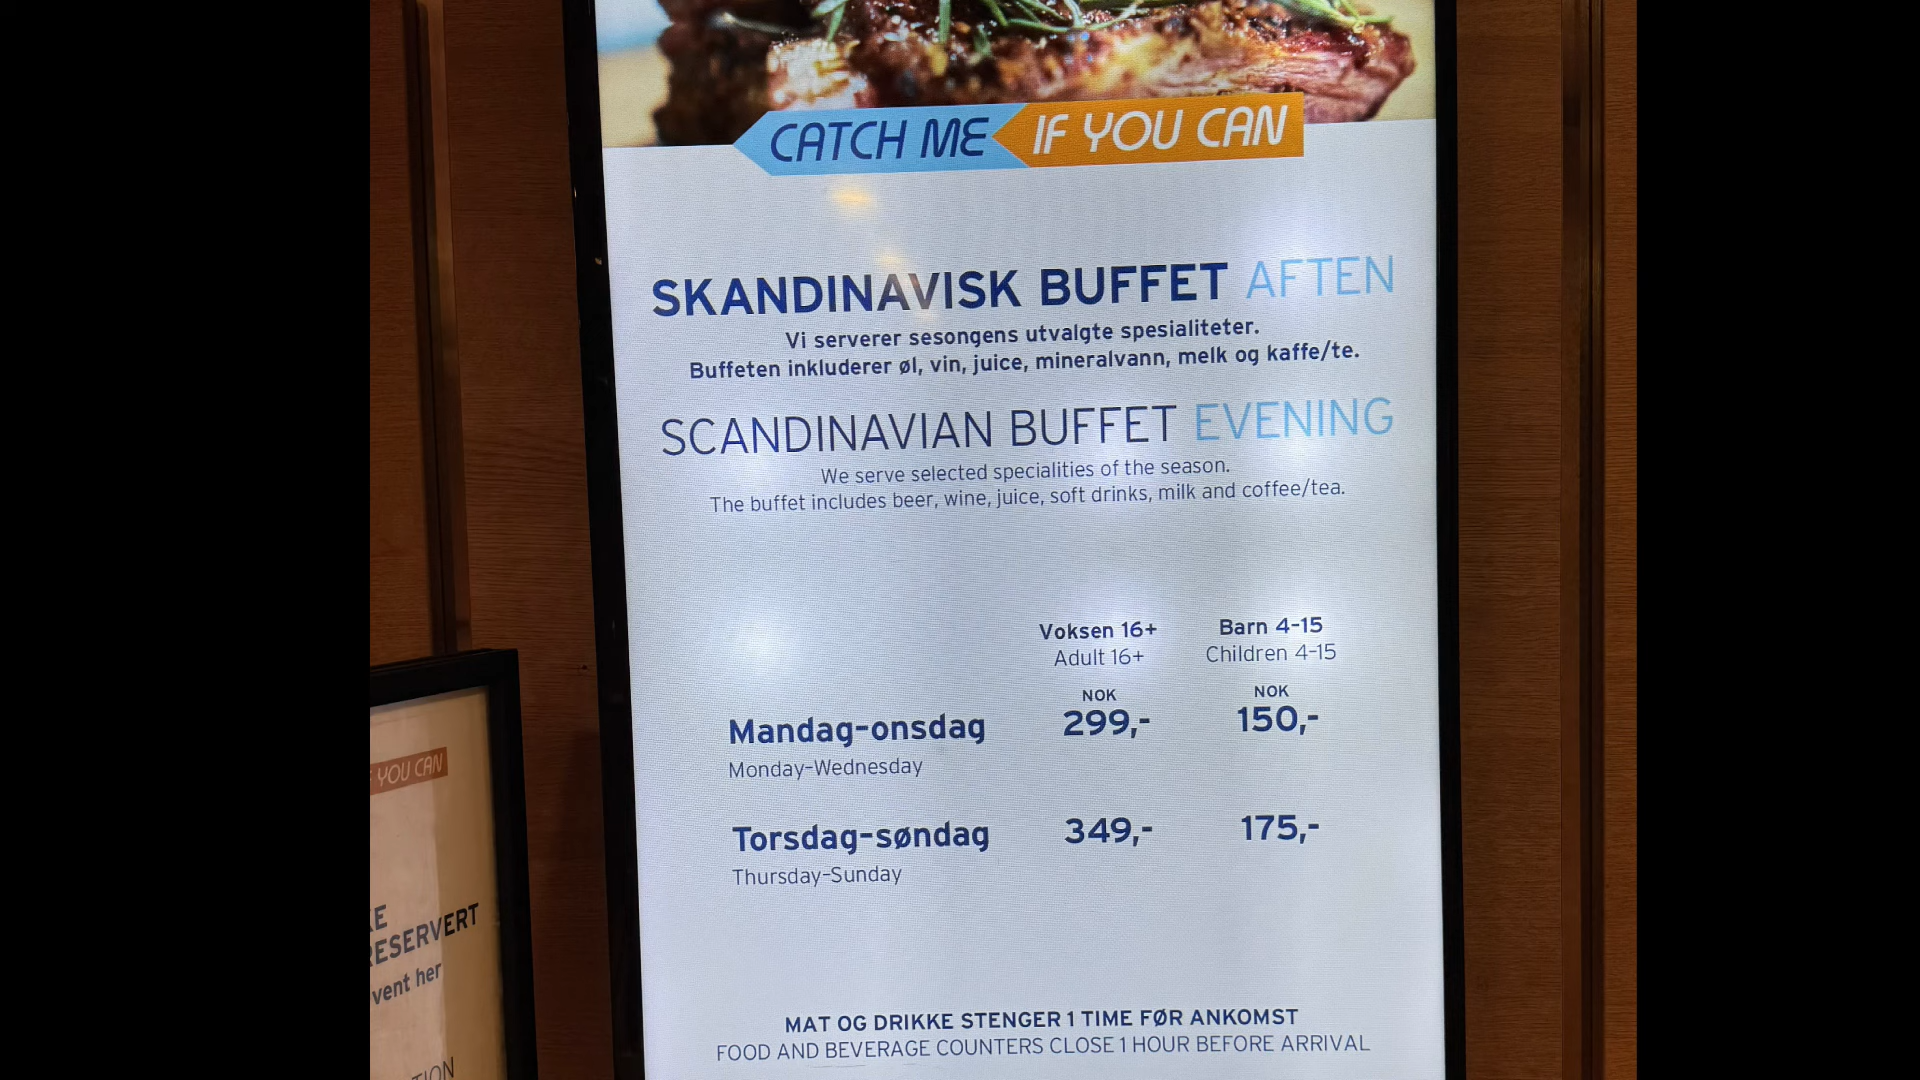 CATCH ME IF YOU CAN
SKANDINAVISK BUFFET AFTEN
Vi serverer sesongens utvalgte spesialiteter.
Buffeten inkluderer øl, vin, juice, mineralvann, melk og kaffe/te.
SCANDINAVIAN BUFFET EVENING
We serve selected specialities of the season.
The buffet includes beer, wine, juice, soft drinks, milk and coffee/tea.
Voksen 16+ Barn 4-15
Adult 16+ Children 4-15
NOK NOK
Mandag-onsdag 299,- 150,-
Monday-Wednesday
Torsdag-søndag 349,- 175,-
Thursday-Sunday
MAT OG DRIKKE STENGER 1 TIME FØR ANKOMST
FOOD AND BEVERAGE COUNTERS CLOSE 1 HOUR BEFORE ARRIVAL
YOU CAN
her